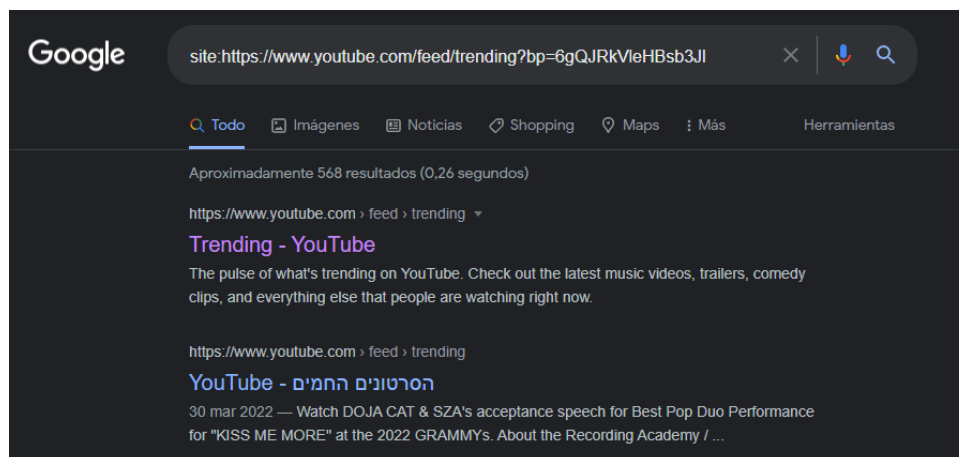 Google
site:https://www.youtube.com/feed/trending?bp=6gQJRkVleHBsb3Jl
Todo Imágenes Noticias Shopping Maps Más Herramientas
Aproximadamente 568 resultados (0,26 segundos)
https://www.youtube.com › feed › trending
Trending - YouTube
The pulse of what's trending on YouTube. Check out the latest music videos, trailers, comedy
clips, and everything else that people are watching right now.
https://www.youtube.com › feed › trending
הסרטונים החמים - YouTube
30 mar 2022 — Watch DOJA CAT & SZA's acceptance speech for Best Pop Duo Performance
for "KISS ME MORE" at the 2022 GRAMMYs. About the Recording Academy / ...